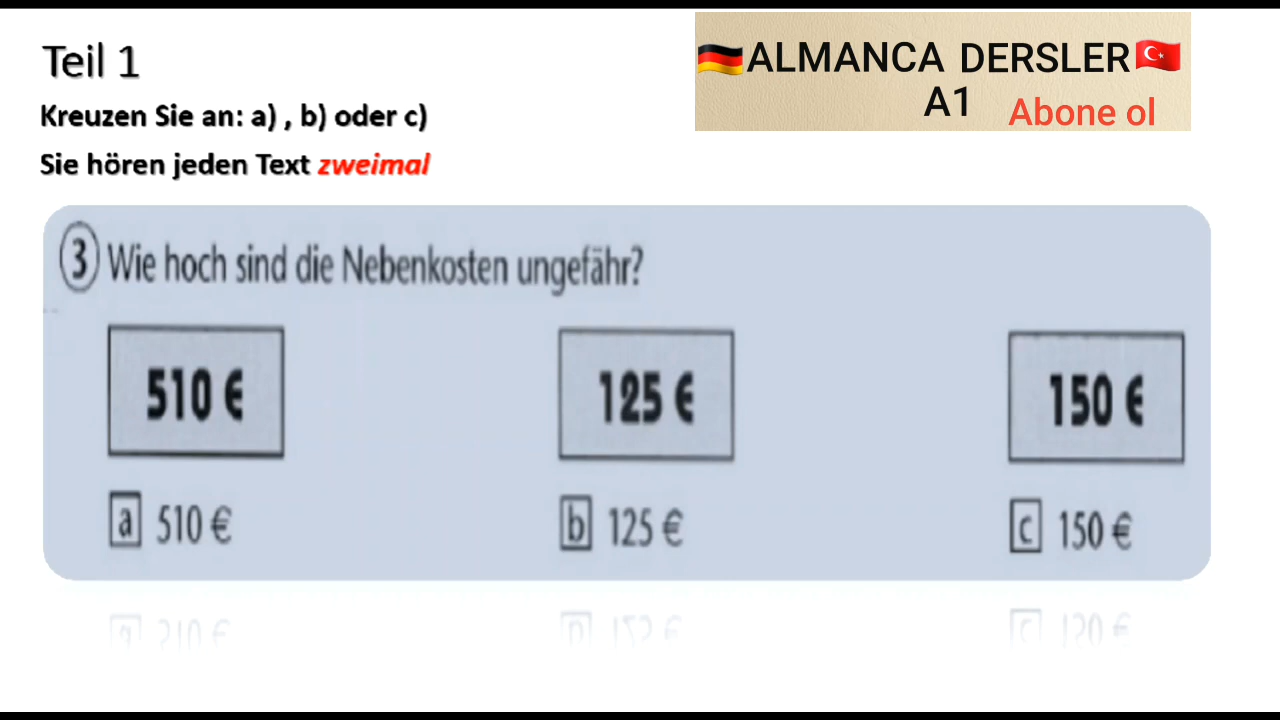 Teil 1
Kreuzen Sie an: a) , b) oder c)
Sie hören jeden Text zweimal
🇩🇪ALMANCA DERSLER🇹🇷
A1 Abone ol
3 Wie hoch sind die Nebenkosten ungefähr?
510 € 125 € 150 €
a 510 € b 125 € c 150 €